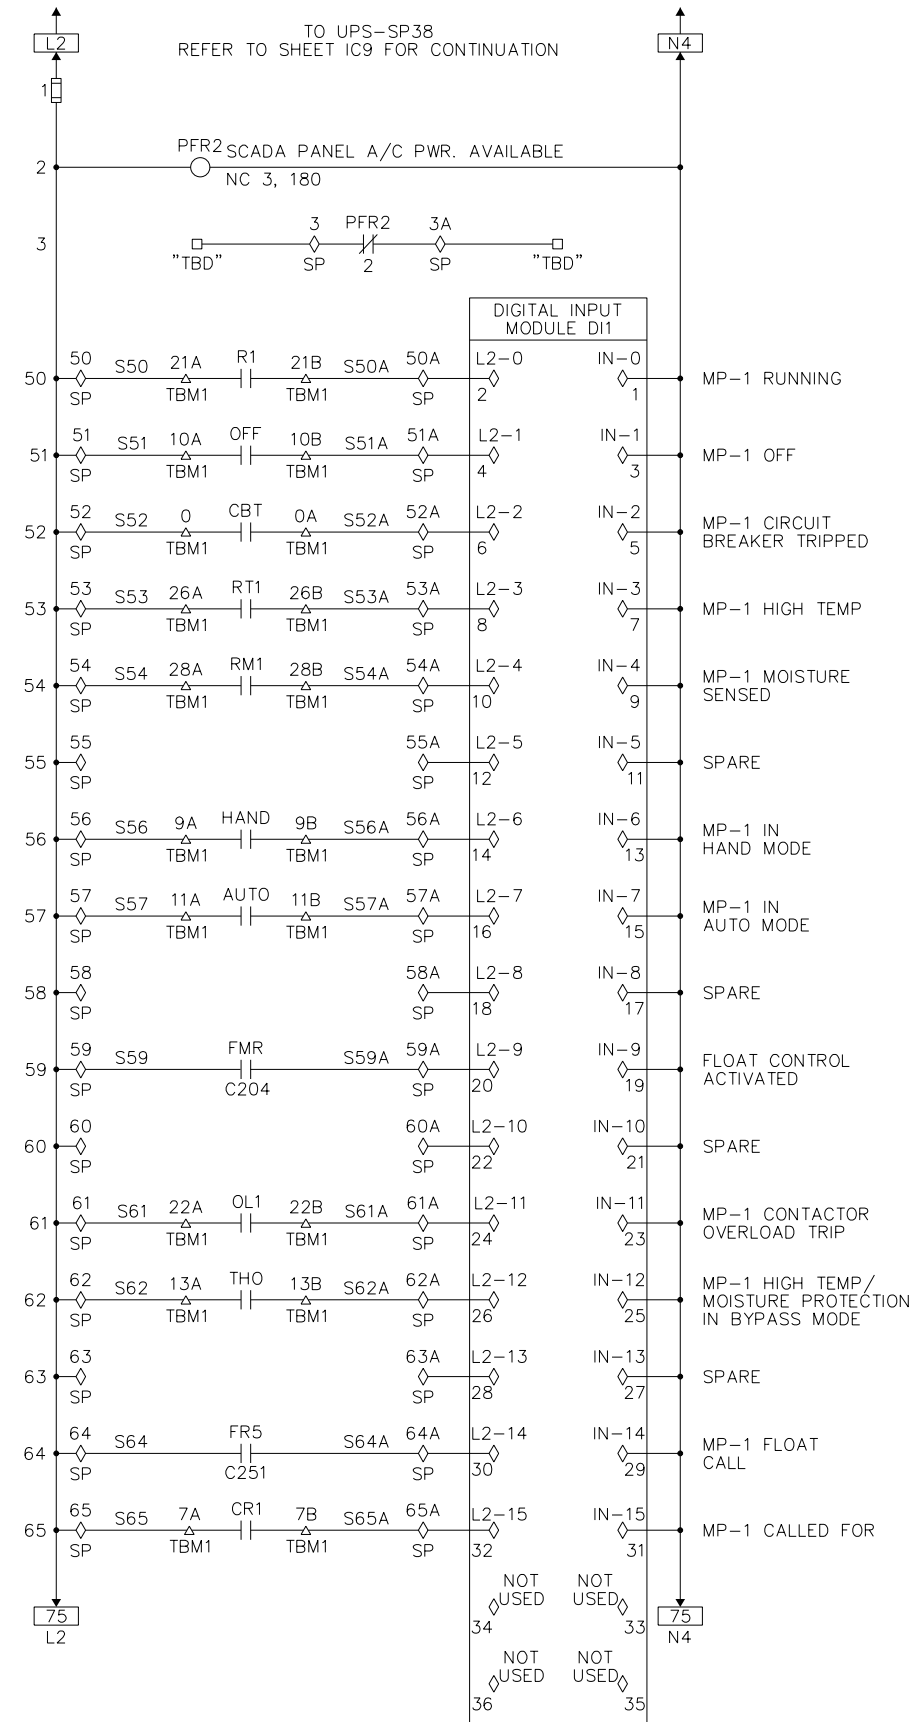 TO UPS-SP38
REFER TO SHEET IC9 FOR CONTINUATION
L2
N4
1
2
PFR2
SCADA PANEL A/C PWR. AVAILABLE
NC 3, 180
3
3 PFR2 3A
"TBD" SP 2 SP "TBD"
DIGITAL INPUT
MODULE DI1
50 S50 21A R1 21B S50A 50A L2-0 IN-0
50 MP-1 RUNNING
SP TBM1 TBM1 SP 2 1
51 S51 10A OFF 10B S51A 51A L2-1 IN-1
51 MP-1 OFF
SP TBM1 TBM1 SP 4 3
52 S52 0 CBT 0A S52A 52A L2-2 IN-2
52 MP-1 CIRCUIT
BREAKER TRIPPED
SP TBM1 TBM1 SP 6 5
53 S53 26A RT1 26B S53A 53A L2-3 IN-3
53 MP-1 HIGH TEMP
SP TBM1 TBM1 SP 8 7
54 S54 28A RM1 28B S54A 54A L2-4 IN-4
54 MP-1 MOISTURE
SENSED
SP TBM1 TBM1 SP 10 9
55 55A L2-5 IN-5
55 SPARE
SP SP 12 11
56 S56 9A HAND 9B S56A 56A L2-6 IN-6
56 MP-1 IN
HAND MODE
SP TBM1 TBM1 SP 14 13
57 S57 11A AUTO 11B S57A 57A L2-7 IN-7
57 MP-1 IN
AUTO MODE
SP TBM1 TBM1 SP 16 15
58 58A L2-8 IN-8
58 SPARE
SP SP 18 17
59 S59 FMR S59A 59A L2-9 IN-9
59 FLOAT CONTROL
ACTIVATED
SP C204 SP 20 19
60 60A L2-10 IN-10
60 SPARE
SP SP 22 21
61 S61 22A OL1 22B S61A 61A L2-11 IN-11
61 MP-1 CONTACTOR
OVERLOAD TRIP
SP TBM1 TBM1 SP 24 23
62 S62 13A THO 13B S62A 62A L2-12 IN-12
62 MP-1 HIGH TEMP/
MOISTURE PROTECTION
IN BYPASS MODE
SP TBM1 TBM1 SP 26 25
63 63A L2-13 IN-13
63 SPARE
SP SP 28 27
64 S64 FR5 S64A 64A L2-14 IN-14
64 MP-1 FLOAT
CALL
SP C251 SP 30 29
65 S65 7A CR1 7B S65A 65A L2-15 IN-15
65 MP-1 CALLED FOR
SP TBM1 TBM1 SP 32 31
75
L2
NOT
USED
34
NOT
USED
33
75
N4
NOT
USED
36
NOT
USED
35